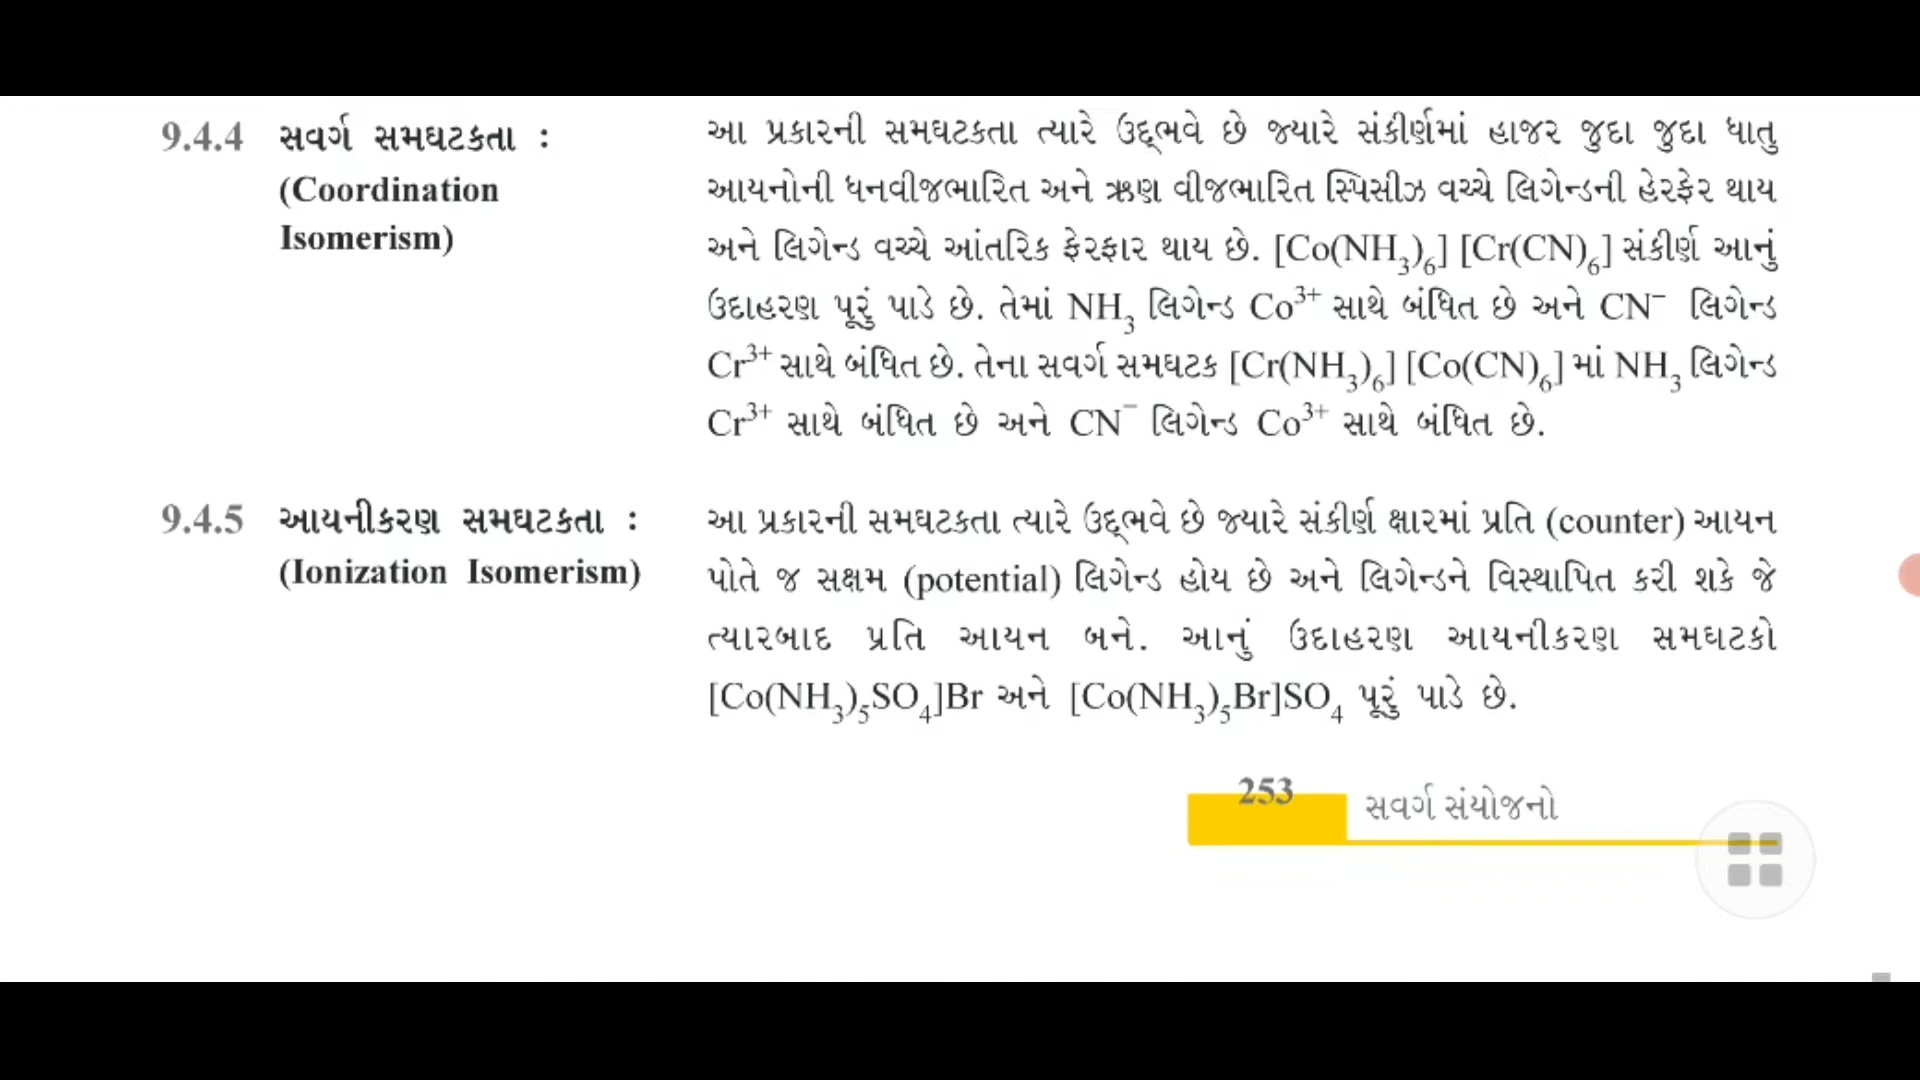 9.4.4 સવર્ગ સમઘટકતા :
(Coordination
Isomerism)
આ પ્રકારની સમઘટકતા ત્યારે ઉદ્ભવે છે જ્યારે સંકીર્ણમાં હાજર જુદા જુદા ધાતુ
આયનોની ધનવીજભારિત અને ઋણ વીજભારિત સ્પિસીઝ વચ્ચે લિગેન્ડની હેરફેર થાય
અને લિગેન્ડ વચ્ચે આંતરિક ફેરફાર થાય છે. [Co(NH₃)₆] [Cr(CN)₆] સંકીર્ણ આનું
ઉદાહરણ પૂરું પાડે છે. તેમાં NH₃ લિગેન્ડ Co³⁺ સાથે બંધિત છે અને CN⁻ લિગેન્ડ
Cr³⁺ સાથે બંધિત છે. તેના સવર્ગ સમઘટક [Cr(NH₃)₆] [Co(CN)₆] માં NH₃ લિગેન્ડ
Cr³⁺ સાથે બંધિત છે અને CN⁻ લિગેન્ડ Co³⁺ સાથે બંધિત છે.
9.4.5 આયનીકરણ સમઘટકતા :
(Ionization Isomerism)
આ પ્રકારની સમઘટકતા ત્યારે ઉદ્ભવે છે જ્યારે સંકીર્ણ ક્ષારમાં પ્રતિ (counter) આયન
પોતે જ સક્ષમ (potential) લિગેન્ડ હોય છે અને લિગેન્ડને વિસ્થાપિત કરી શકે જે
ત્યારબાદ પ્રતિ આયન બને. આનું ઉદાહરણ આયનીકરણ સમઘટકો
[Co(NH₃)₅SO₄]Br અને [Co(NH₃)₅Br]SO₄ પૂરું પાડે છે.
253 સવર્ગ સંયોજનો